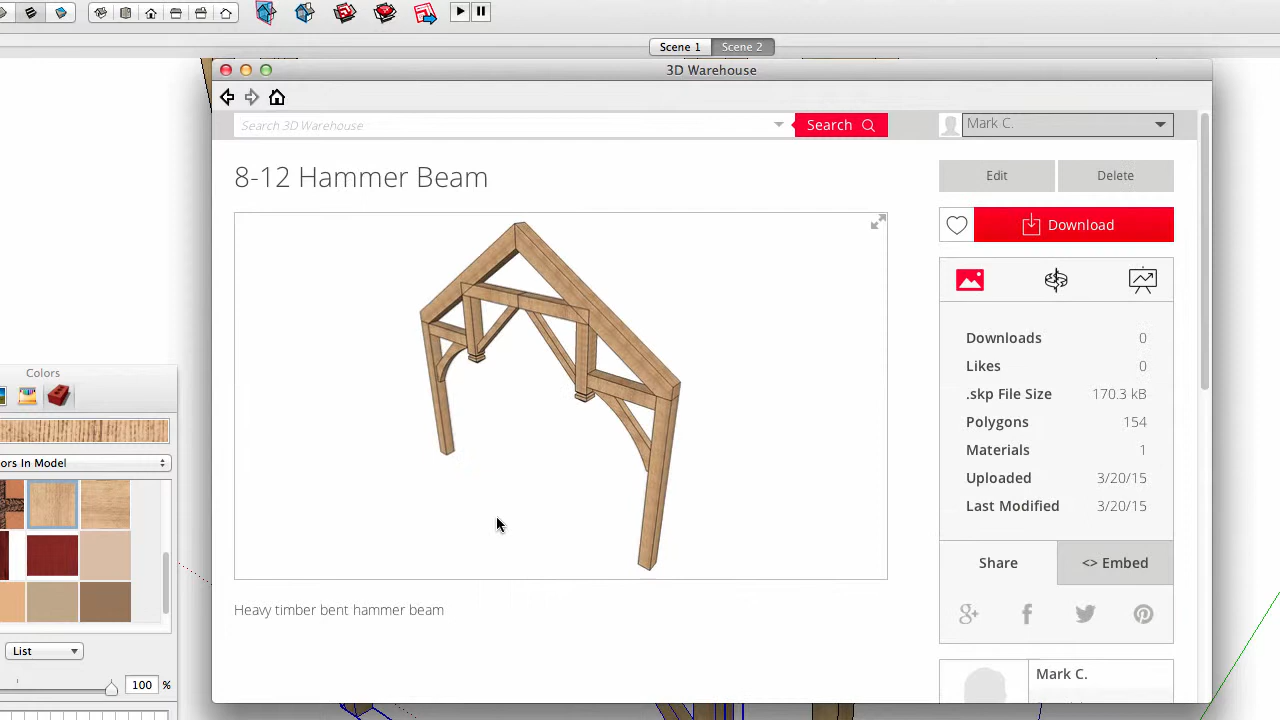 Scene 1 Scene 2
3D Warehouse
Search 3D Warehouse Search Mark C.
8-12 Hammer Beam
Edit Delete
Download
Downloads 0
Likes 0
.skp File Size 170.3 kB
Polygons 154
Materials 1
Uploaded 3/20/15
Last Modified 3/20/15
Share <> Embed
Heavy timber bent hammer beam
Mark C.
Colors
ors In Model
List
100 %